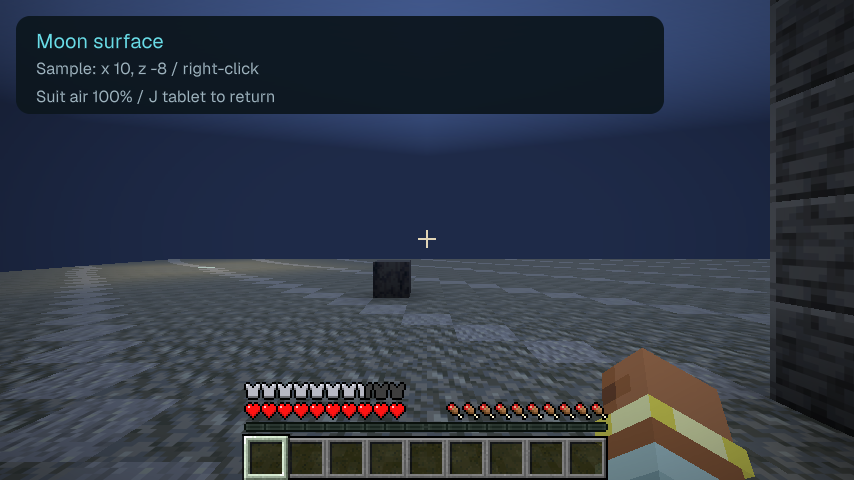 Moon surface
Sample: x 10, z -8 / right-click
Suit air 100% / J tablet to return